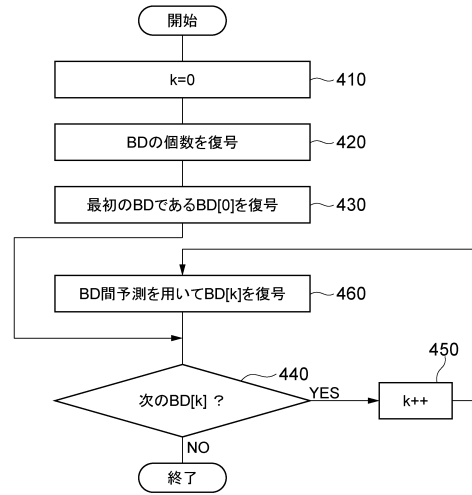 開始
k=0
410
BDの個数を復号
420
最初のBDであるBD[0]を復号
430
BD間予測を用いてBD[k]を復号
460
次のBD[k] ?
440
YES
k++
450
NO
終了